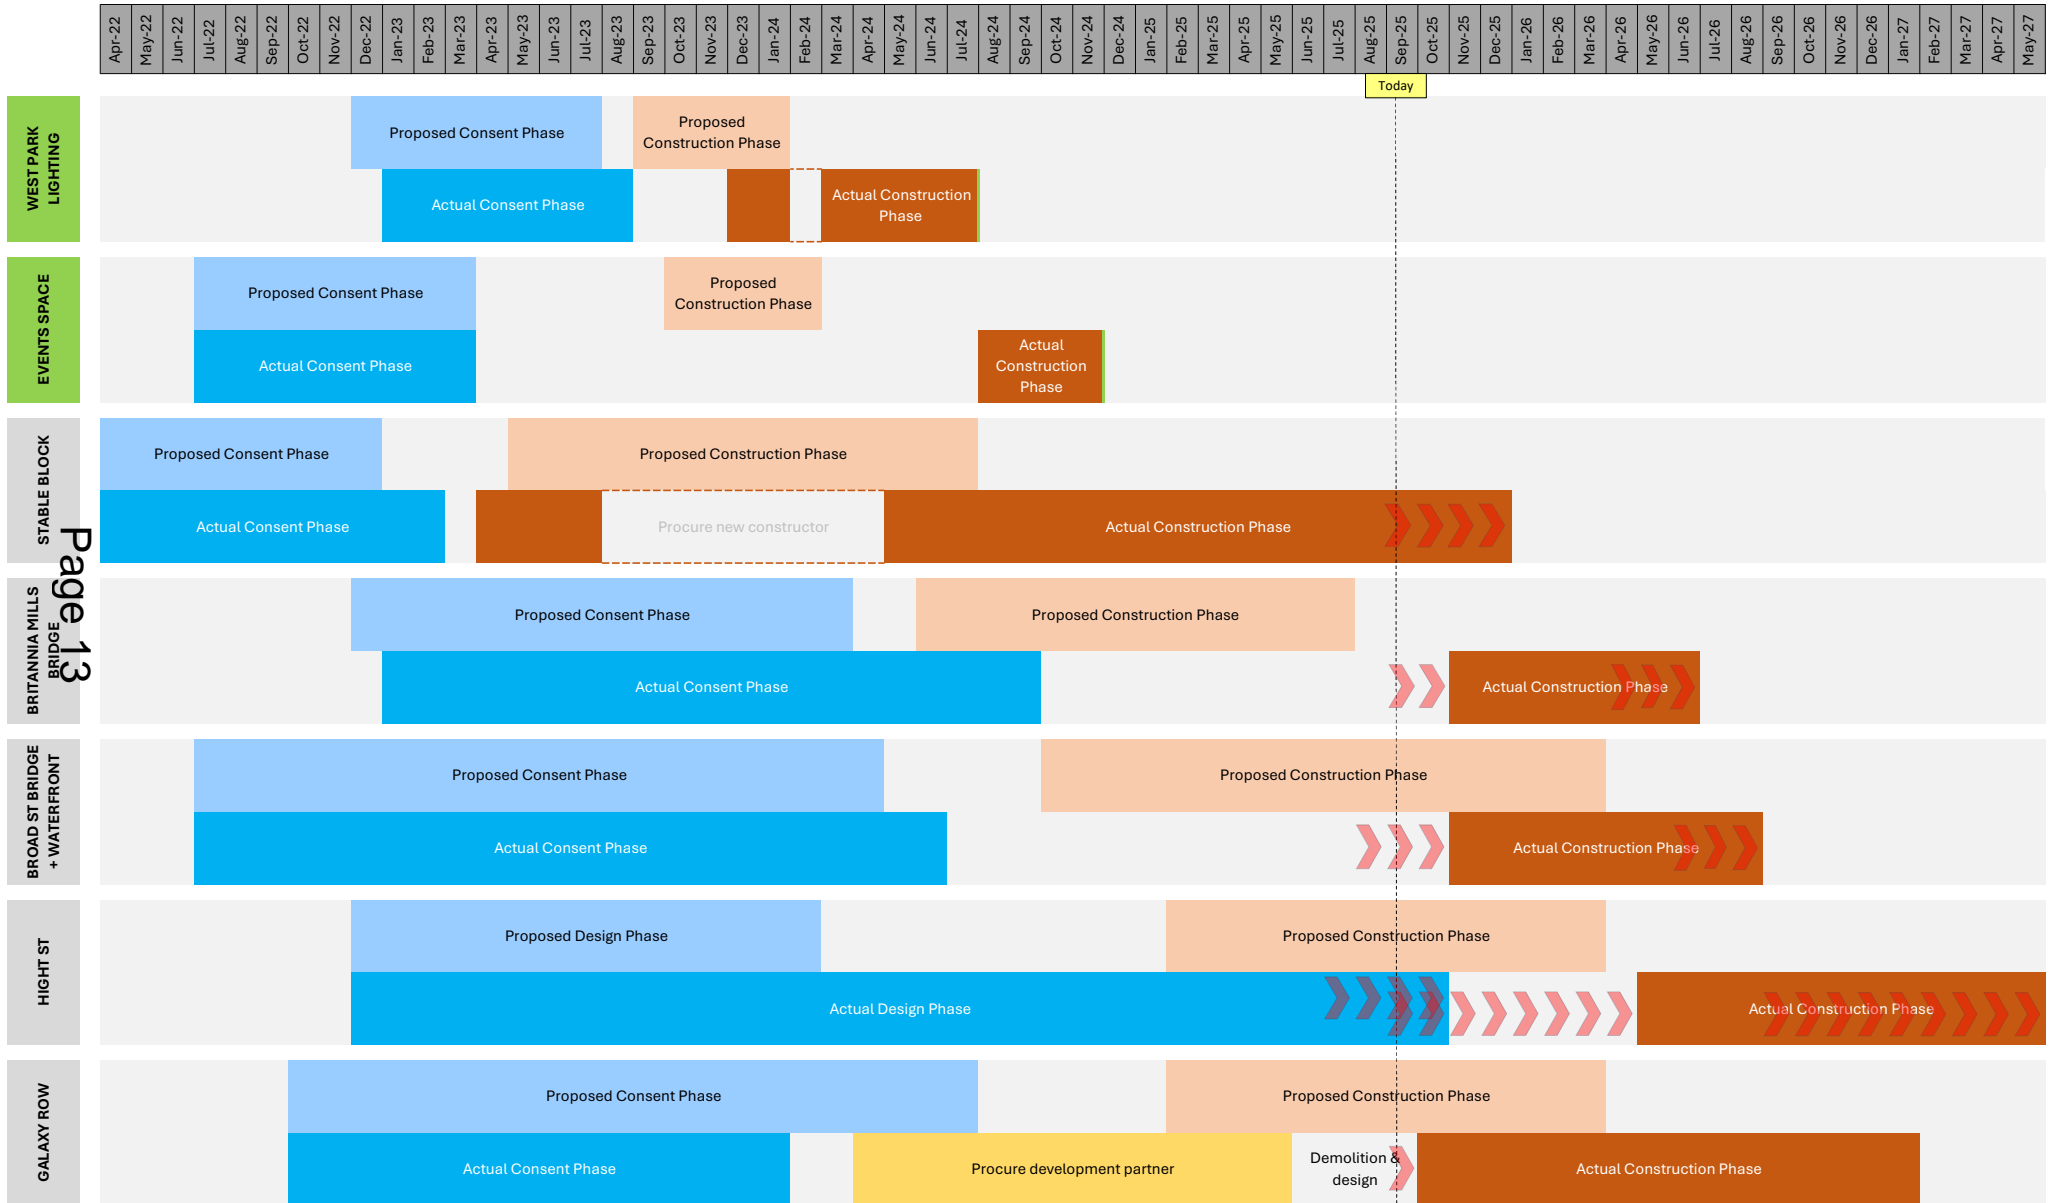 Apr-22 May-22 Jun-22 Jul-22 Aug-22 Sep-22 Oct-22 Nov-22 Dec-22 Jan-23 Feb-23 Mar-23 Apr-23 May-23 Jun-23 Jul-23 Aug-23 Sep-23 Oct-23 Nov-23 Dec-23 Jan-24 Feb-24 Mar-24 Apr-24 May-24 Jun-24 Jul-24 Aug-24 Sep-24 Oct-24 Nov-24 Dec-24 Jan-25 Feb-25 Mar-25 Apr-25 May-25 Jun-25 Jul-25 Aug-25 Sep-25 Oct-25 Nov-25 Dec-25 Jan-26 Feb-26 Mar-26 Apr-26 May-26 Jun-26 Jul-26 Aug-26 Sep-26 Oct-26 Nov-26 Dec-26 Jan-27 Feb-27 Mar-27 Apr-27 May-27
Today
WEST PARK
LIGHTING
Proposed Consent Phase
Proposed
Construction Phase
Actual Consent Phase
Actual Construction
Phase
EVENTS SPACE
Proposed Consent Phase
Proposed
Construction Phase
Actual Consent Phase
Actual
Construction
Phase
STABLE BLOCK
Proposed Consent Phase
Proposed Construction Phase
Actual Consent Phase
Procure new constructor
Actual Construction Phase
Page 13
BRITANNIA MILLS
BRIDGE
Proposed Consent Phase
Proposed Construction Phase
Actual Consent Phase
Actual Construction Phase
BROAD ST BRIDGE
+ WATERFRONT
Proposed Consent Phase
Proposed Construction Phase
Actual Consent Phase
Actual Construction Phase
HIGHT ST
Proposed Design Phase
Proposed Construction Phase
Actual Design Phase
Actual Construction Phase
GALAXY ROW
Proposed Consent Phase
Proposed Construction Phase
Actual Consent Phase
Procure development partner
Demolition &
design
Actual Construction Phase